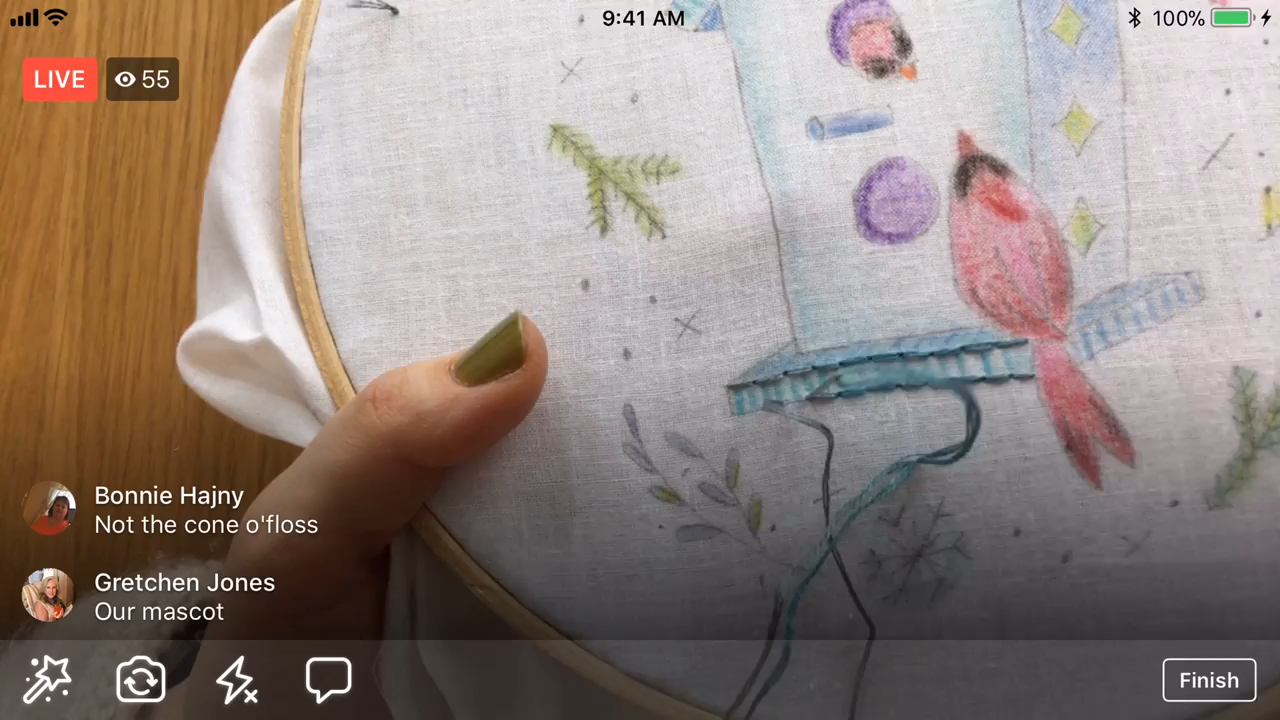 9:41 AM
100%
LIVE
55
Bonnie Hajny
Not the cone o'floss
Gretchen Jones
Our mascot
Finish